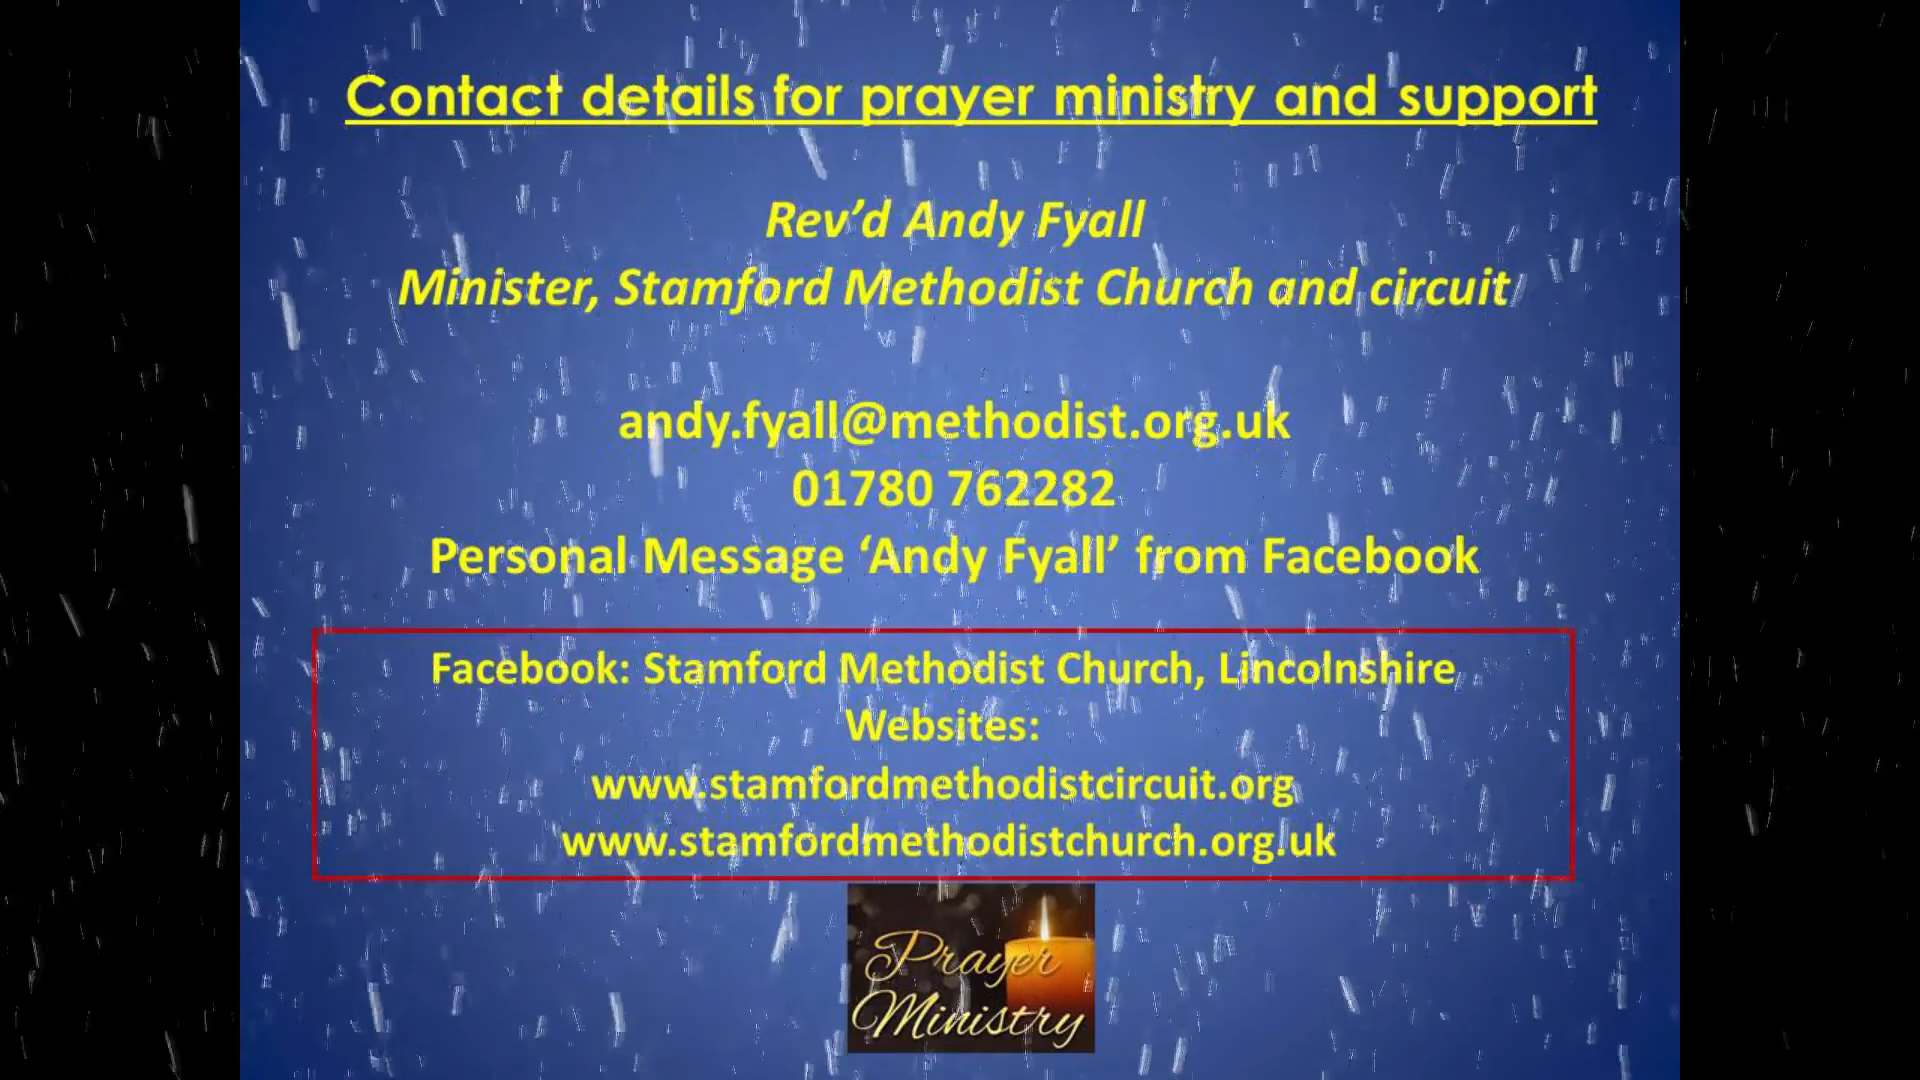 Contact details for prayer ministry and support
Rev’d Andy Fyall
Minister, Stamford Methodist Church and circuit
andy.fyall@methodist.org.uk
01780 762282
Personal Message ‘Andy Fyall’ from Facebook
Facebook: Stamford Methodist Church, Lincolnshire
Websites:
www.stamfordmethodistcircuit.org
www.stamfordmethodistchurch.org.uk
Prayer
Ministry